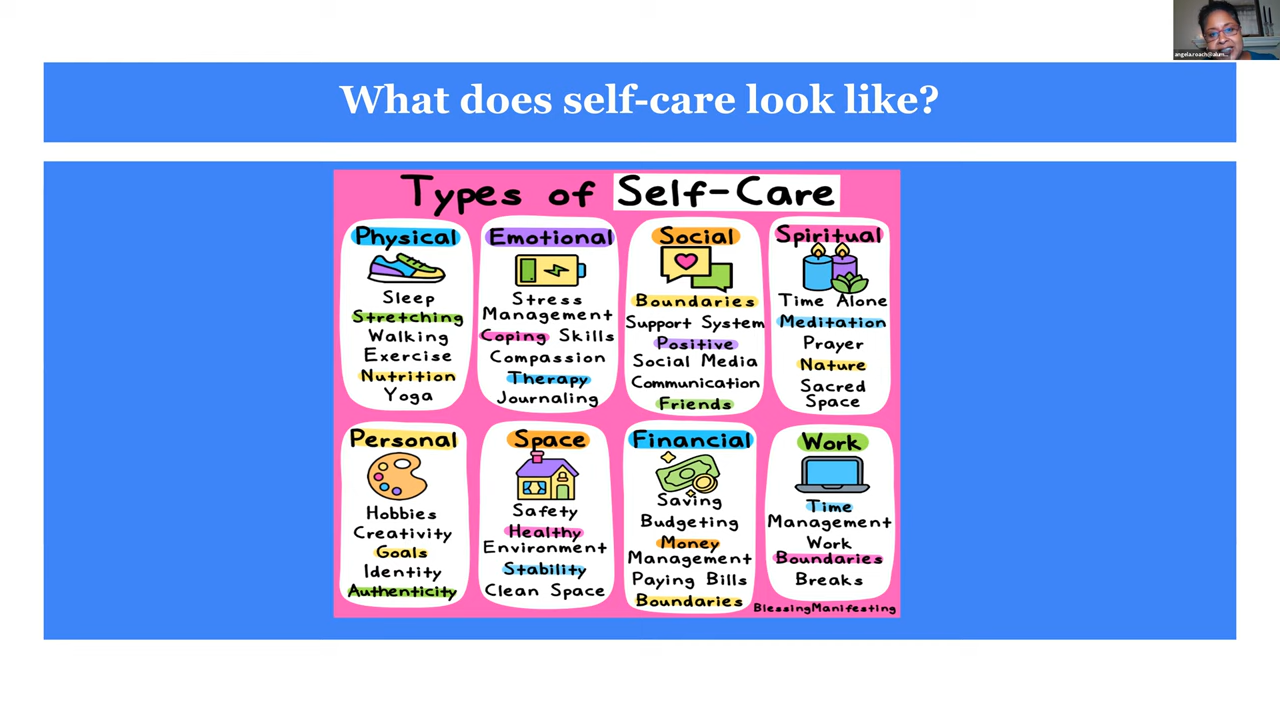 angela.roach@alum...
What does self-care look like?
Types of Self-Care
Physical
Sleep
Stretching
Walking
Exercise
Nutrition
Yoga
Emotional
Stress
Management
Coping Skills
Compassion
Therapy
Journaling
Social
Boundaries
Support System
Positive
Social Media
Communication
Friends
Spiritual
Time Alone
Meditation
Prayer
Nature
Sacred
Space
Personal
Hobbies
Creativity
Goals
Identity
Authenticity
Space
Safety
Healthy
Environment
Stability
Clean Space
Financial
Saving
Budgeting
Money
Management
Paying Bills
Boundaries
Work
Time
Management
Work
Boundaries
Breaks
BlessingManifesting